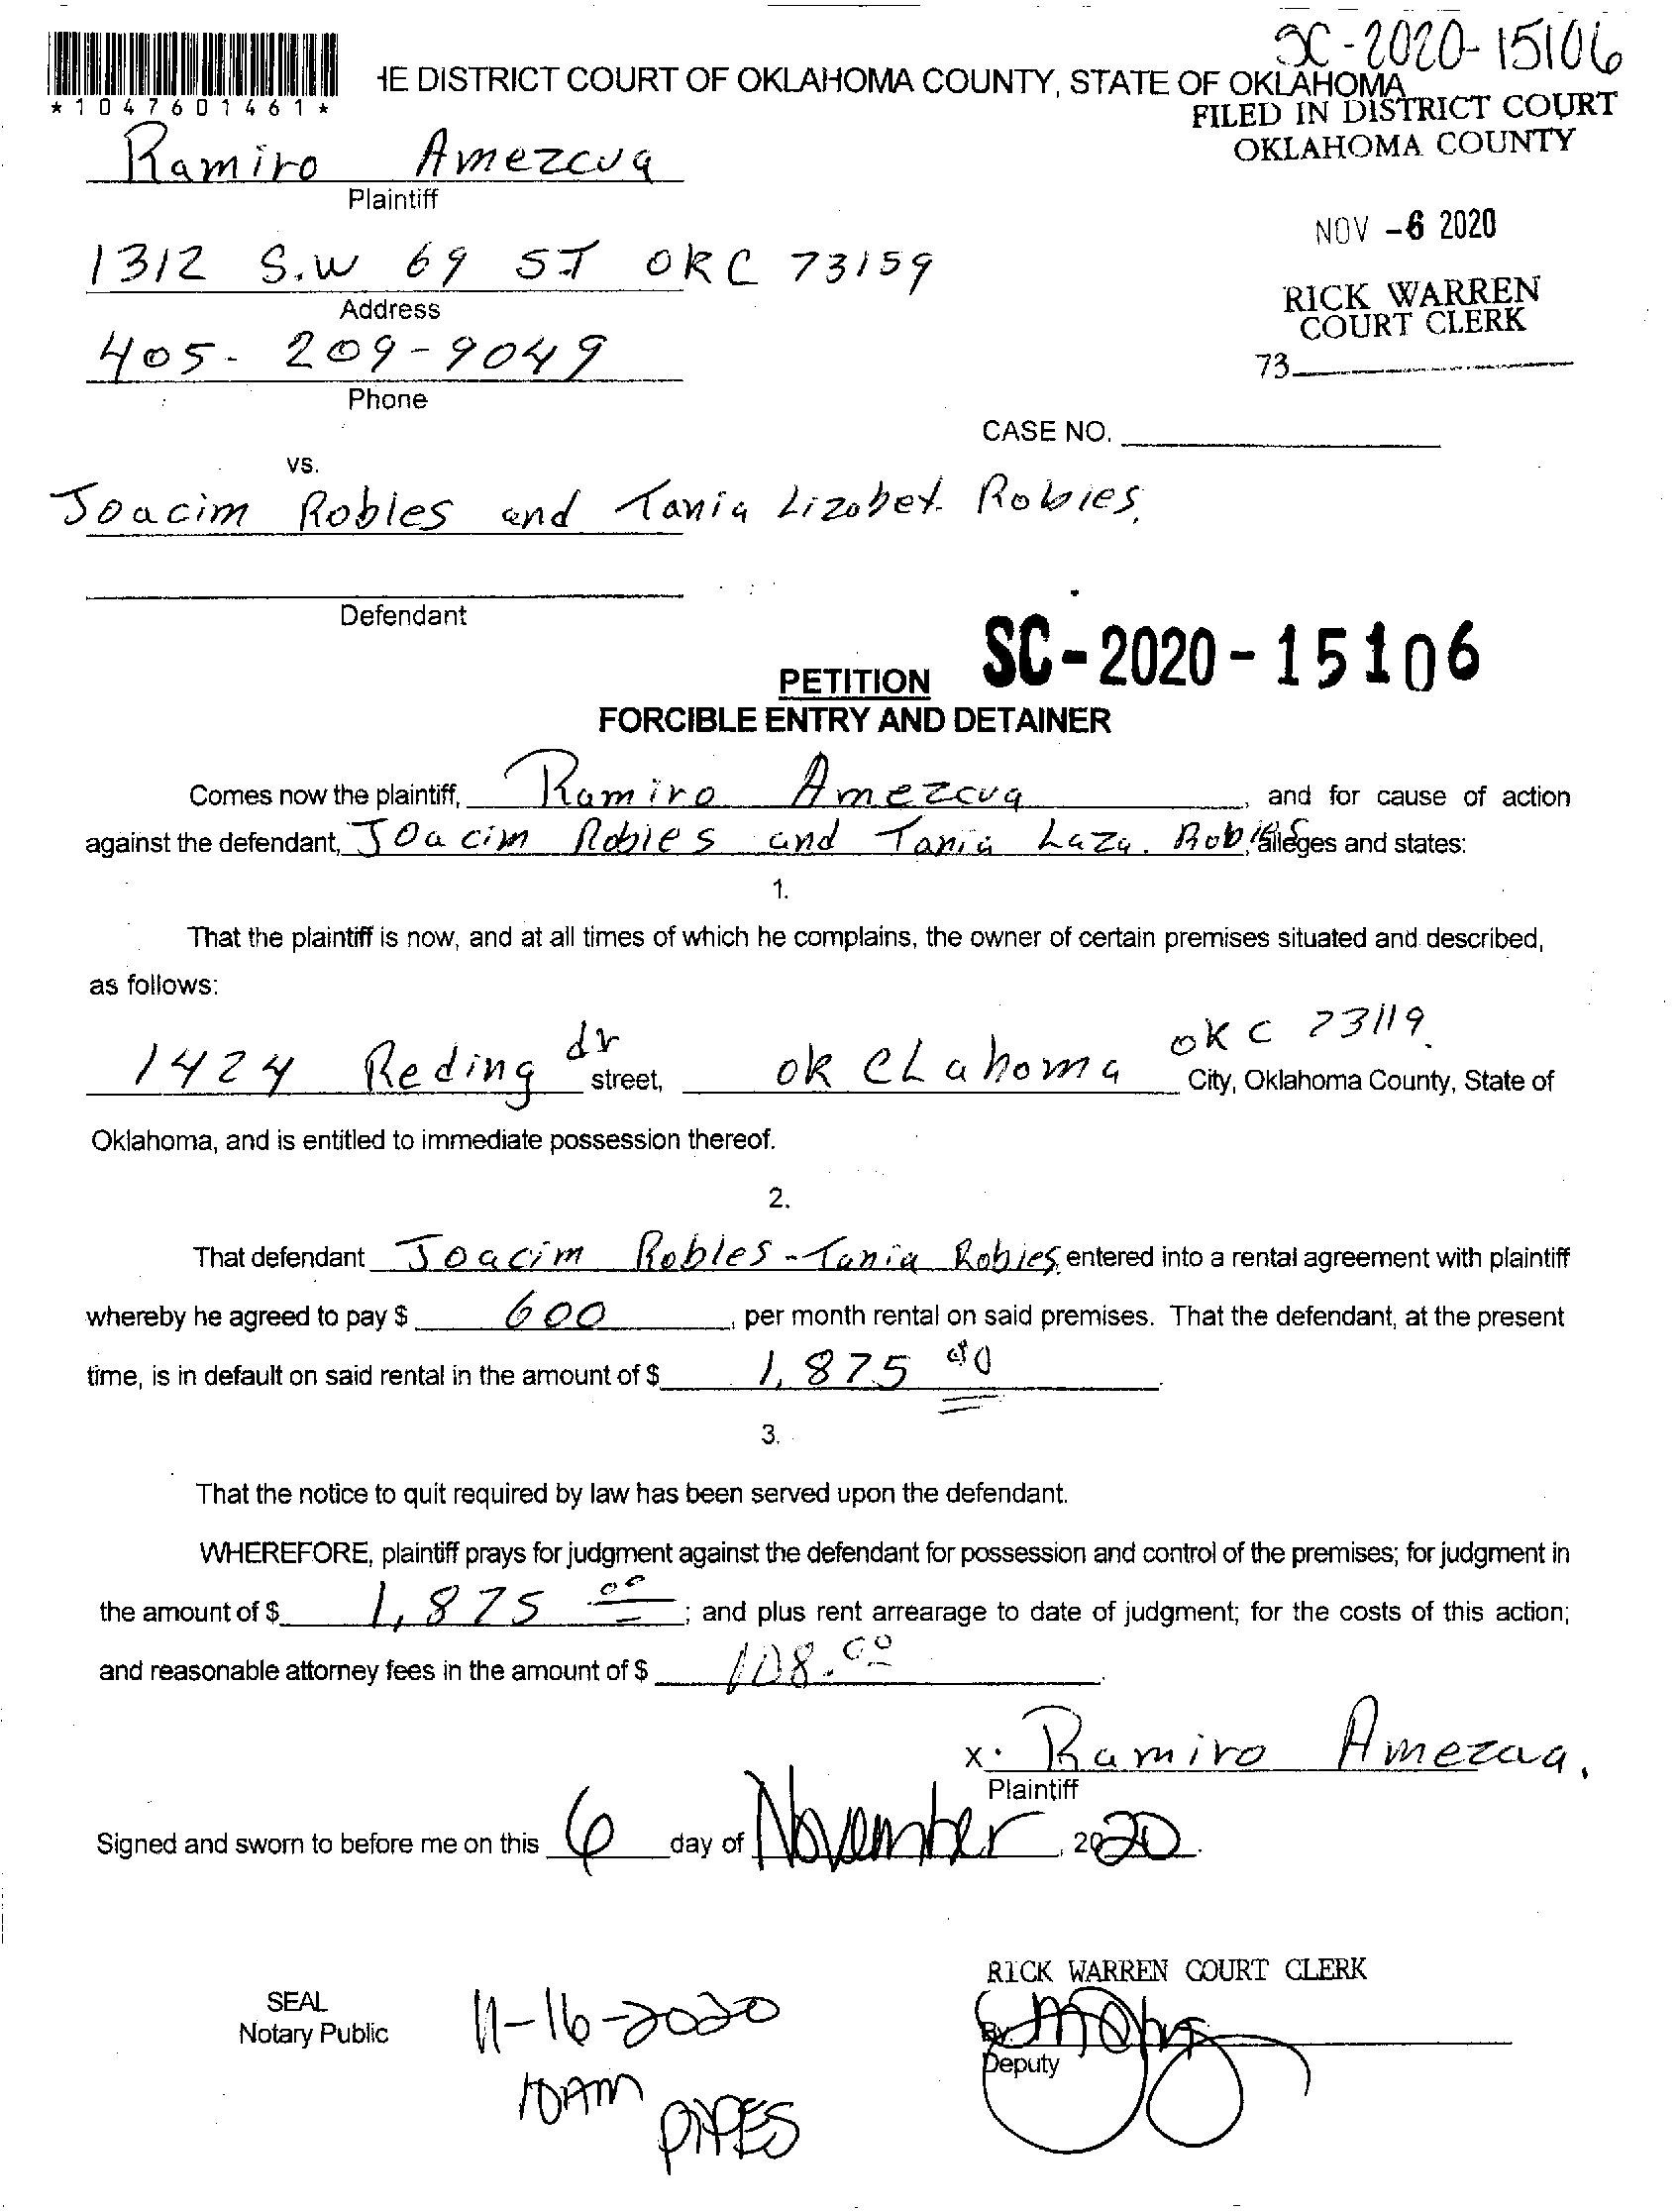 SC-2020-15106
IE DISTRICT COURT OF OKLAHOMA COUNTY, STATE OF OKLAHOMA
*1047601461*
FILED IN DISTRICT COURT
OKLAHOMA COUNTY
Ramiro Amezcua
Plaintiff
NOV -6 2020
1312 S.W 69 ST OKC 73159
Address
RICK WARREN
COURT CLERK
405-209-9049
73
Phone
CASE NO.
vs.
Joacim Robles and Tania Lizobet Robles.
Defendant
SC-2020-15106
PETITION
FORCIBLE ENTRY AND DETAINER
Comes now the plaintiff, Ramiro Amezcua, and for cause of action
against the defendant, Joacim Robles and Tania Laza. Robles, alleges and states:
1.
That the plaintiff is now, and at all times of which he complains, the owner of certain premises situated and described,
as follows:
1424 Reding dr street, ok cLahoma OKC 73119. City, Oklahoma County, State of
Oklahoma, and is entitled to immediate possession thereof.
2.
That defendant Joacim Robles - Tania Robles, entered into a rental agreement with plaintiff
whereby he agreed to pay $ 600, per month rental on said premises. That the defendant, at the present
time, is in default on said rental in the amount of $ 1,875 00.
3.
That the notice to quit required by law has been served upon the defendant.
WHEREFORE, plaintiff prays for judgment against the defendant for possession and control of the premises; for judgment in
the amount of $ 1,875 00; and plus rent arrearage to date of judgment; for the costs of this action;
and reasonable attorney fees in the amount of $ 108.00.
x. Ramiro Amezcua.
Plaintiff
Signed and sworn to before me on this 6 day of November, 2020.
RICK WARREN COURT CLERK
SEAL
Notary Public
11-16-2020
By:
Deputy
10AM
PIPES